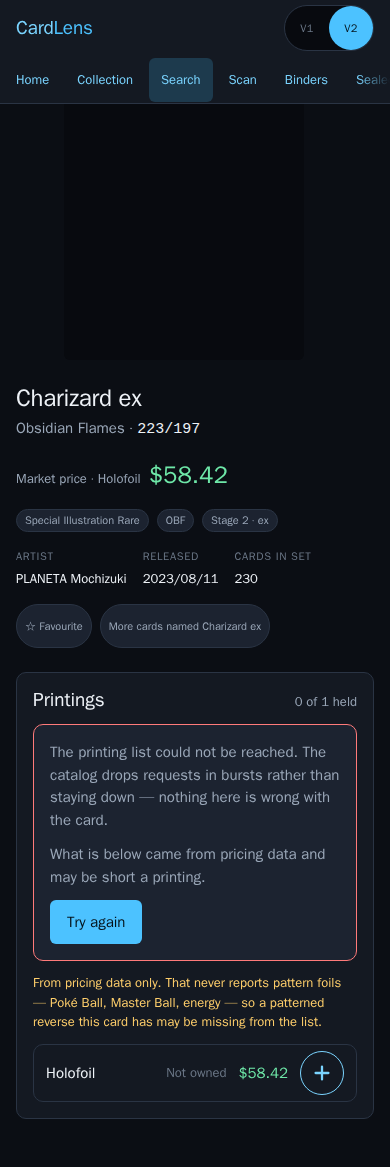 CardLens
V1 V2
Home Collection Search Scan Binders Seale
Charizard ex
Obsidian Flames · 223/197
Market price · Holofoil $58.42
Special Illustration Rare OBF Stage 2 · ex
ARTIST RELEASED CARDS IN SET
PLANETA Mochizuki 2023/08/11 230
☆ Favourite More cards named Charizard ex
Printings 0 of 1 held
The printing list could not be reached. The
catalog drops requests in bursts rather than
staying down — nothing here is wrong with
the card.
What is below came from pricing data and
may be short a printing.
Try again
From pricing data only. That never reports pattern foils
— Poké Ball, Master Ball, energy — so a patterned
reverse this card has may be missing from the list.
Holofoil Not owned $58.42 +